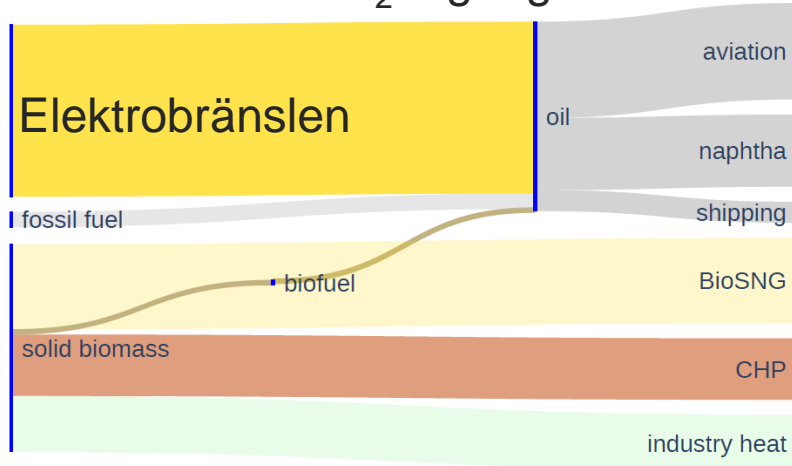 Elektrobränslen
oil
aviation
naphtha
fossil fuel
shipping
biofuel
BioSNG
solid biomass
CHP
industry heat